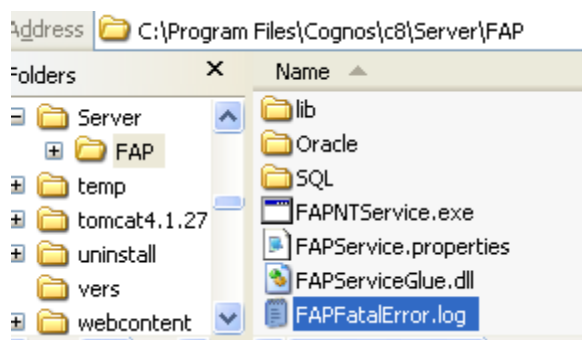 Address C:\Program Files\Cognos\c8\Server\FAP
Folders X Name
Server
FAP
temp
tomcat4.1.27
uninstall
vers
webcontent
lib
Oracle
SQL
FAPNTService.exe
FAPService.properties
FAPServiceGlue.dll
FAPFatalError.log